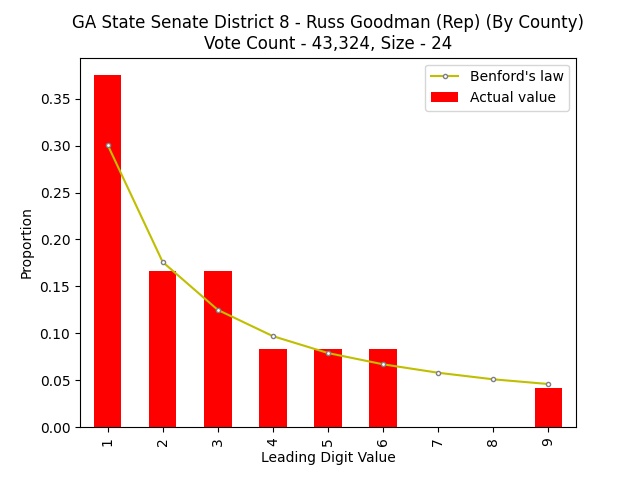 GA State Senate District 8 - Russ Goodman (Rep) (By County)
Vote Count - 43,324, Size - 24
Benford's law
Actual value
0.35
0.30
0.25
0.20
0.15
0.10
0.05
0.00
Proportion
1 2 3 4 5 6 7 8 9
Leading Digit Value